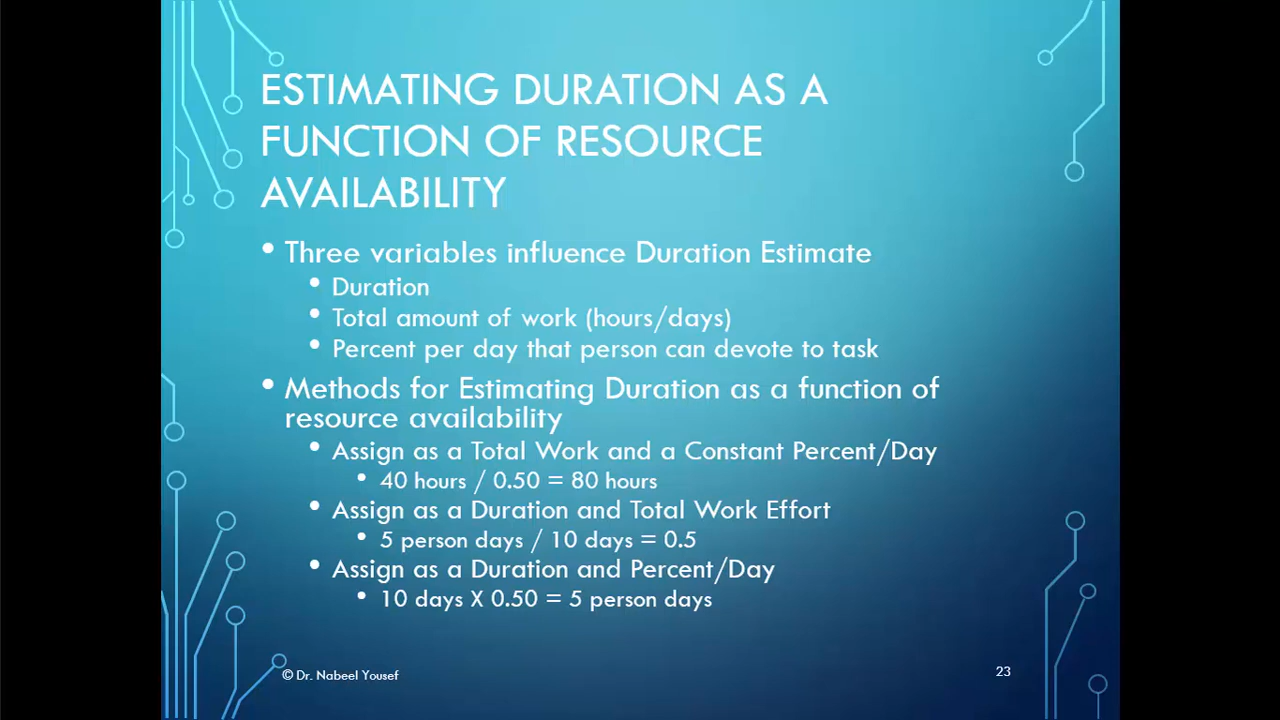 ESTIMATING DURATION AS A
FUNCTION OF RESOURCE
AVAILABILITY
• Three variables influence Duration Estimate
• Duration
• Total amount of work (hours/days)
• Percent per day that person can devote to task
• Methods for Estimating Duration as a function of
resource availability
• Assign as a Total Work and a Constant Percent/Day
• 40 hours / 0.50 = 80 hours
• Assign as a Duration and Total Work Effort
• 5 person days / 10 days = 0.5
• Assign as a Duration and Percent/Day
• 10 days X 0.50 = 5 person days
© Dr. Nabeel Yousef
23